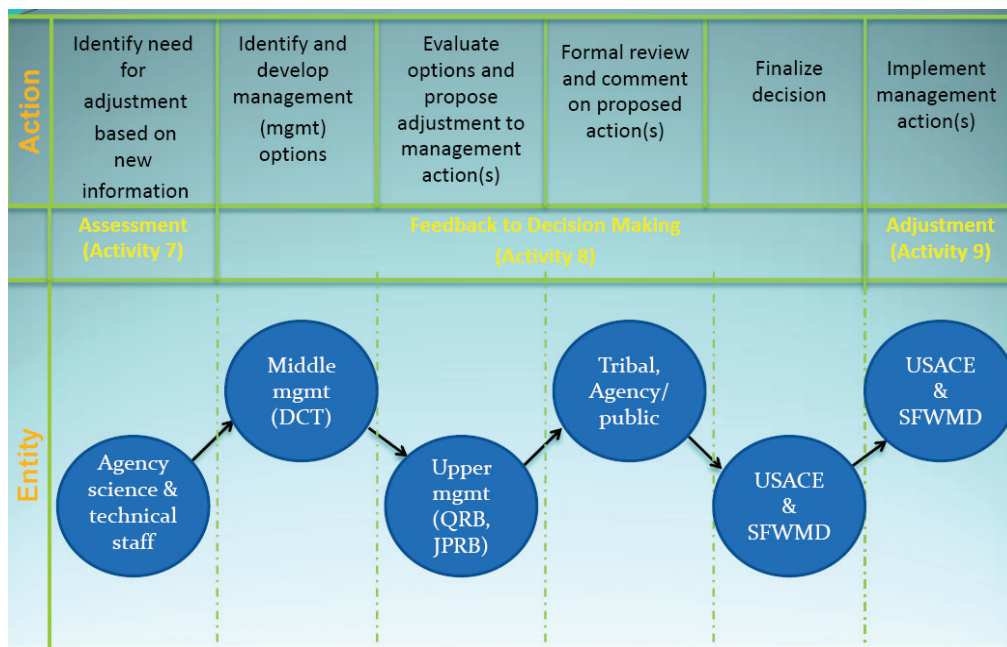 Action
Identify need
for
adjustment
based on
new
information
Identify and
develop
management
(mgmt)
options
Evaluate
options and
propose
adjustment to
management
action(s)
Formal review
and comment
on proposed
action(s)
Finalize
decision
Implement
management
action(s)
Assessment
(Activity 7)
Feedback to Decision Making
(Activity 8)
Adjustment
(Activity 9)
Entity
Agency
science &
technical
staff
Middle
mgmt
(DCT)
Upper
mgmt
(QRB,
JPRB)
Tribal,
Agency/
public
USACE
&
SFWMD
USACE
&
SFWMD